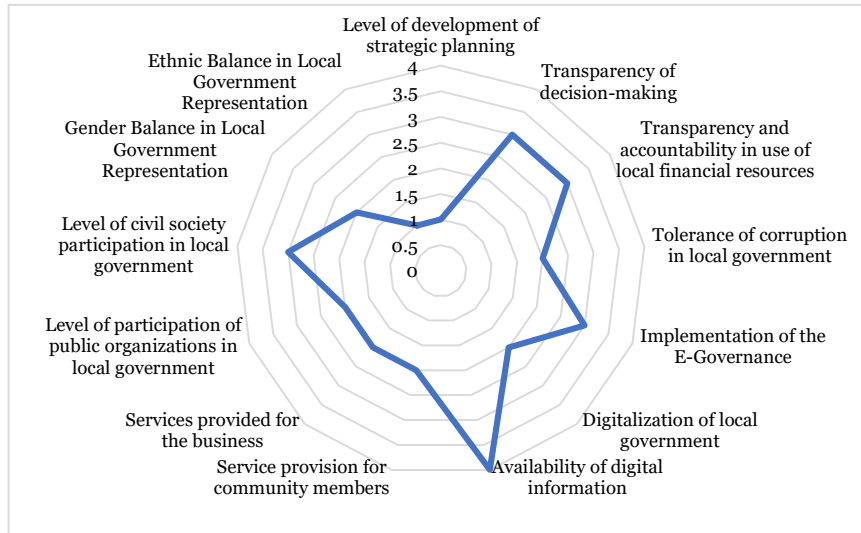 Level of development of
strategic planning
Transparency of
decision-making
Transparency and
accountability in use of
local financial resources
Tolerance of corruption
in local government
Implementation of the
E-Governance
Digitalization of local
government
Availability of digital
information
Service provision for
community members
Services provided for
the business
Level of participation of
public organizations in
local government
Level of civil society
participation in local
government
Gender Balance in Local
Government
Representation
Ethnic Balance in Local
Government
Representation
4
3.5
3
2.5
2
1.5
1
0.5
0